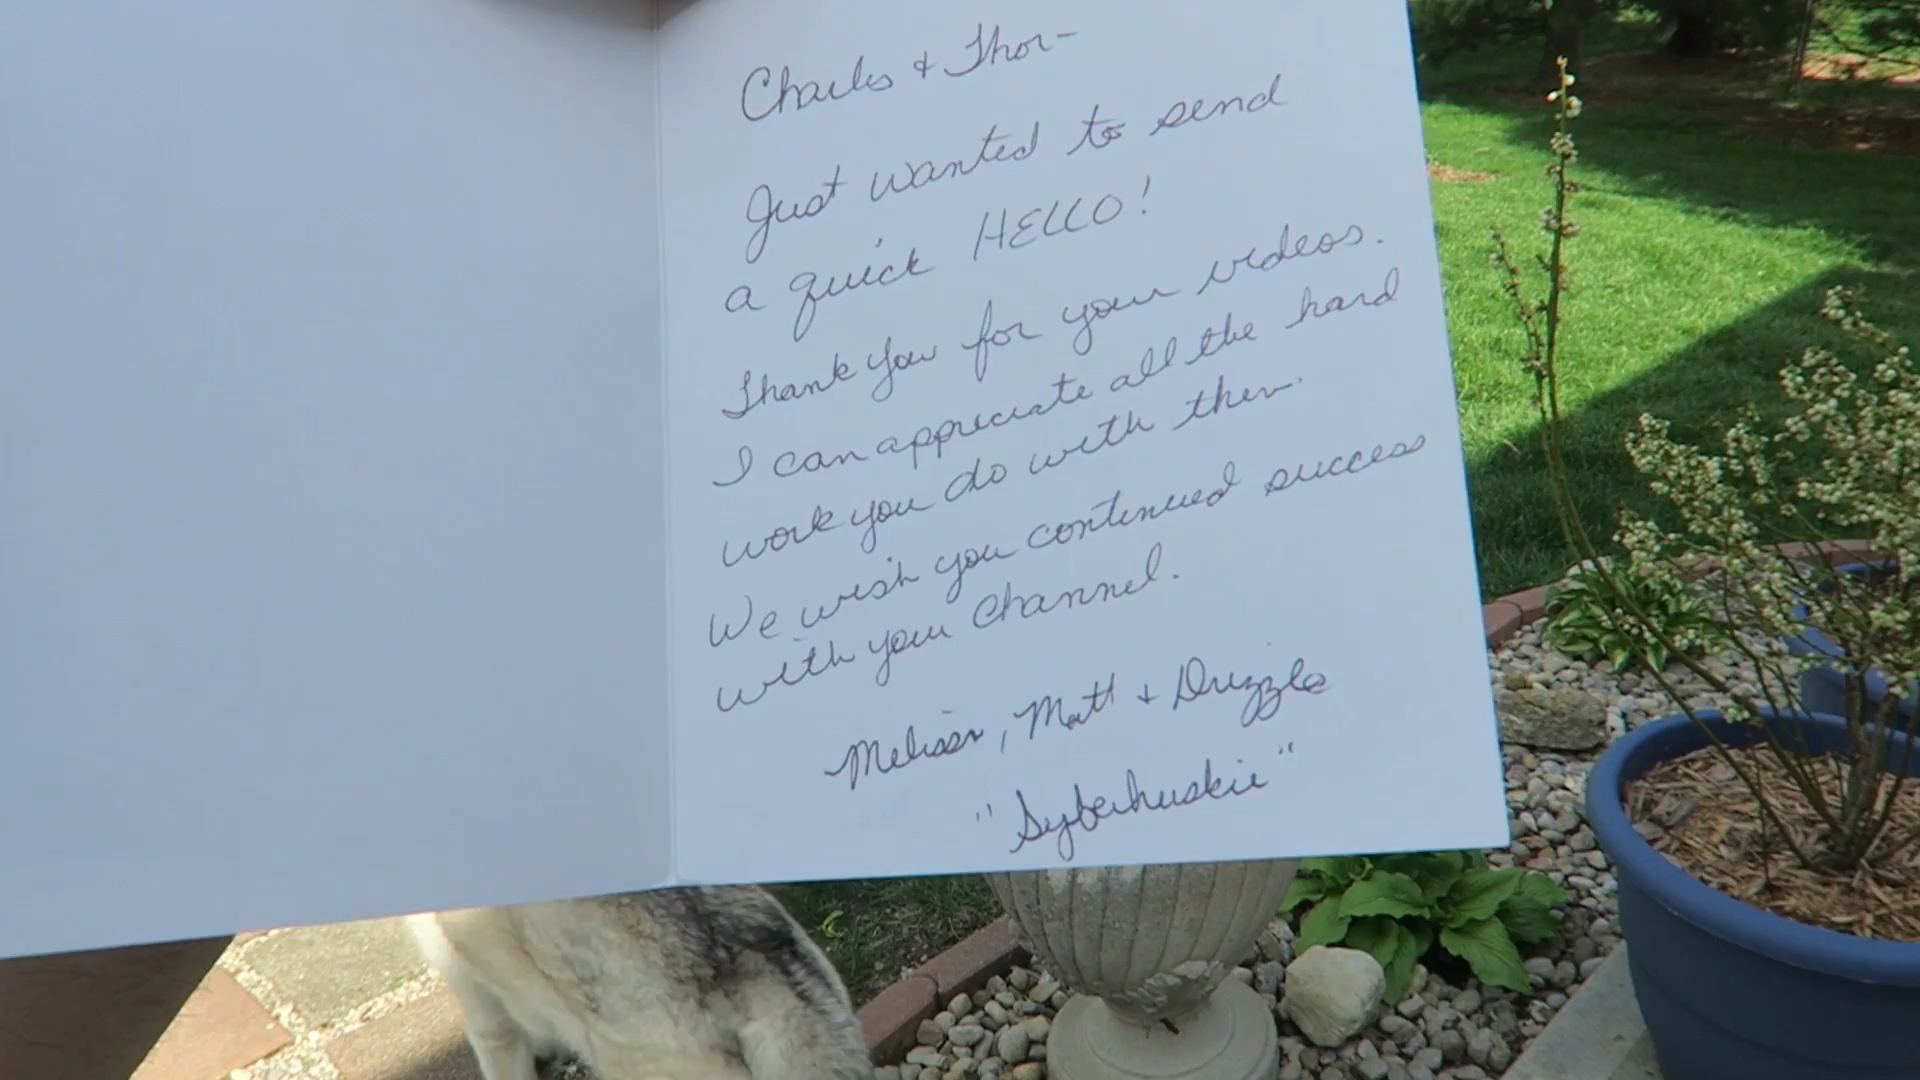 Charles + Thor-
Just wanted to send
a quick HELLO!
Thank you for your videos.
I can appreciate all the hard
work you do with them.
We wish you continued success
with your channel.
Melissa, Matt + Drizzle
"Syberhuskie"